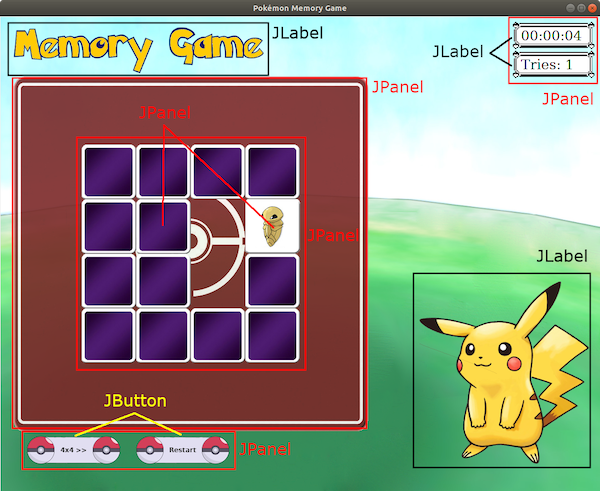 Pokémon Memory Game
Memory Game
JLabel
00:00:04
JLabel
Tries: 1
JPanel
JPanel
JPanel
JPanel
JLabel
JButton
4x4 >>
Restart
JPanel